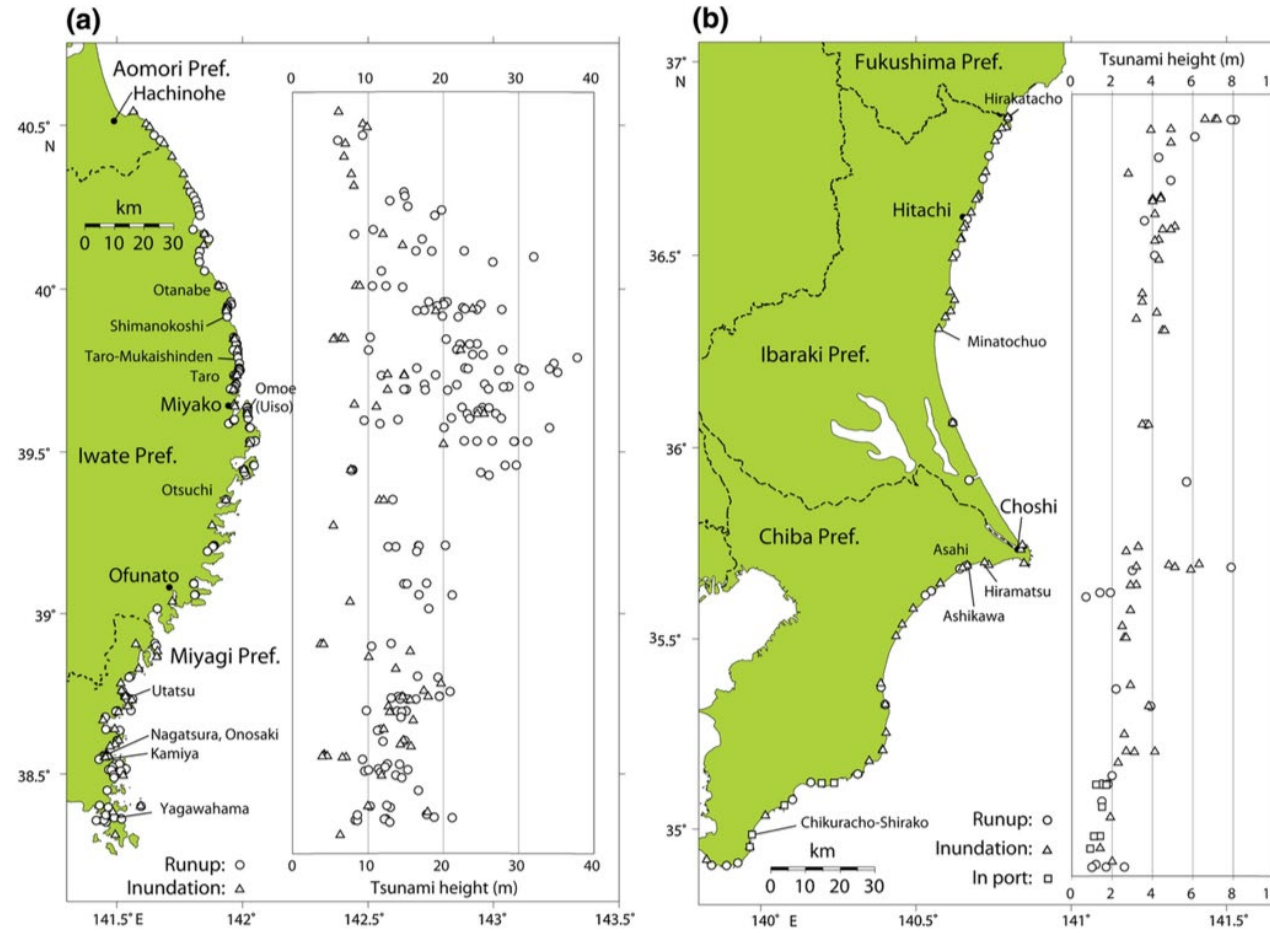 (a)
0 10 20 30 40
Aomori Pref.
Hachinohe
40.5°
N
km
0 10 20 30
40°
Otanabe
Shimanokoshi
Taro-Mukaishinden
Taro
Omoe
(Uiso)
Miyako
39.5°
Iwate Pref.
Otsuchi
Ofunato
39°
Miyagi Pref.
Utatsu
Nagatsura, Onosaki
Kamiya
38.5°
Yagawahama
Runup:
Inundation:
0 10 20 30 40
Tsunami height (m)
141.5° E 142° 142.5° 143° 143.5°
(b)
37°
N
Fukushima Pref.
Tsunami height (m)
0 2 4 6 8 1
Hirakatacho
Hitachi
36.5°
Minatochuo
Ibaraki Pref.
36°
Choshi
Chiba Pref.
Asahi
Hiramatsu
Ashikawa
35.5°
35°
Chikuracho-Shirako
Runup:
Inundation:
In port:
km
0 10 20 30
0 2 4 6 8 1
140° E 140.5° 141° 141.5°